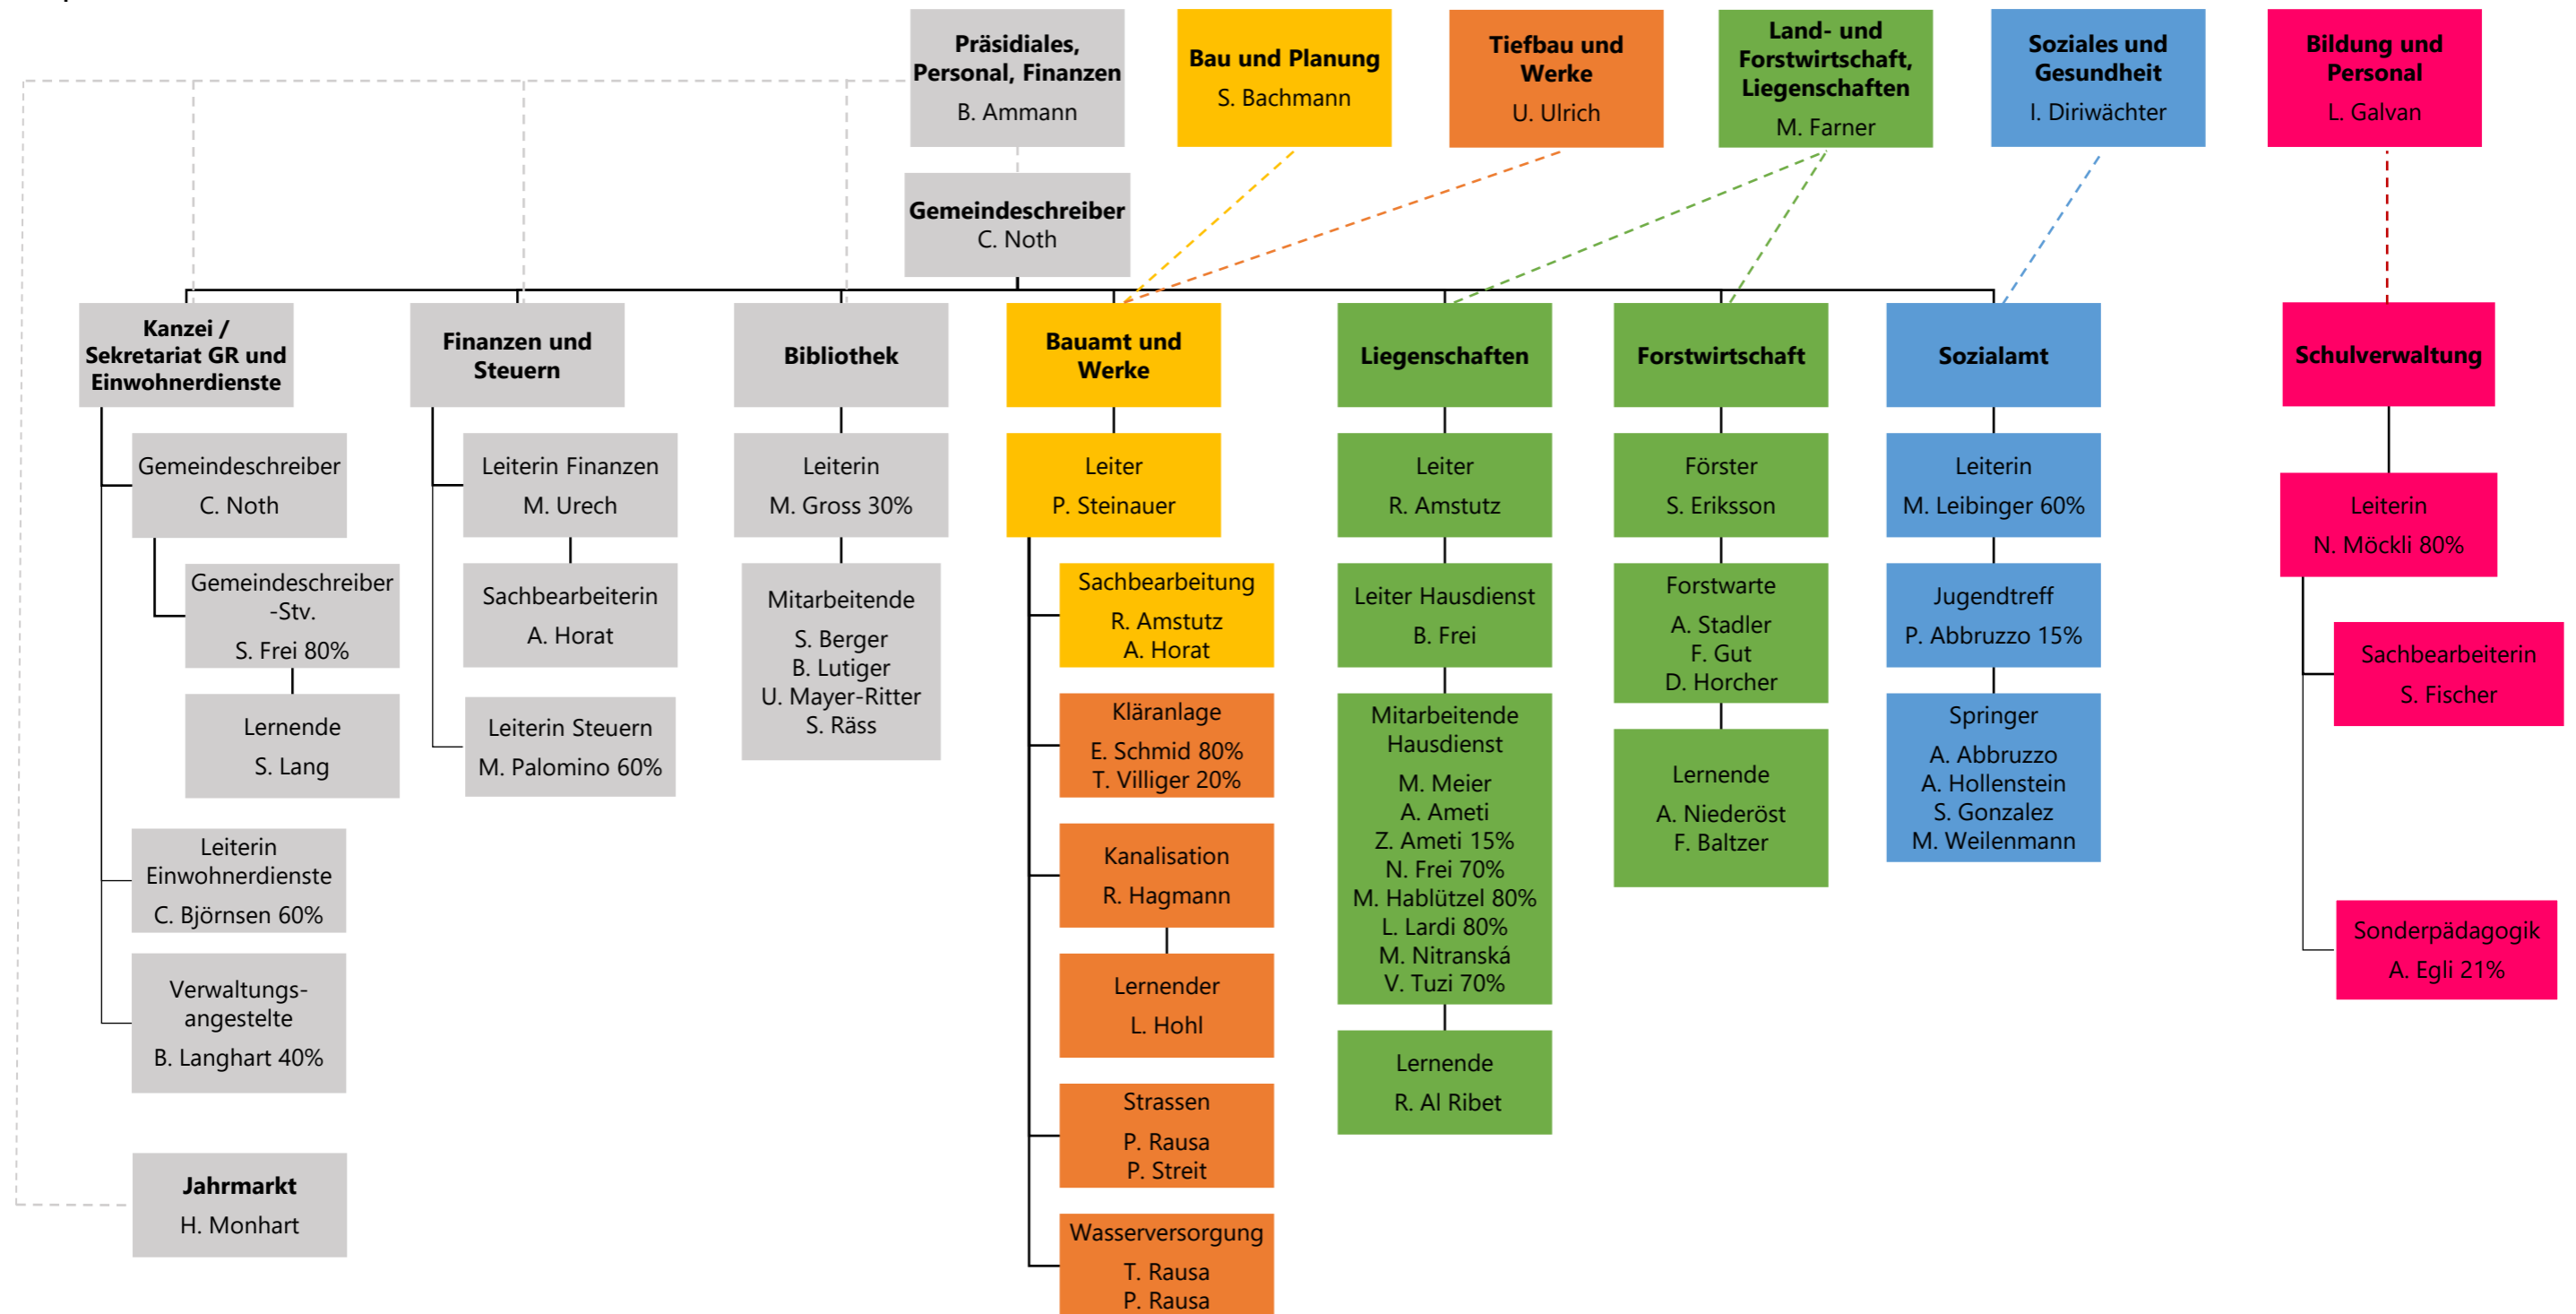 Präsidiales,
Personal, Finanzen
B. Ammann
Bau und Planung
S. Bachmann
Tiefbau und
Werke
U. Ulrich
Land- und
Forstwirtschaft,
Liegenschaften
M. Farner
Soziales und
Gesundheit
I. Diriwächter
Bildung und
Personal
L. Galvan
Gemeindeschreiber
C. Noth
Kanzei /
Sekretariat GR und
Einwohnerdienste
Gemeindeschreiber
C. Noth
Gemeindeschreiber
-Stv.
S. Frei 80%
Lernende
S. Lang
Leiterin
Einwohnerdienste
C. Björnsen 60%
Verwaltungs-
angestelte
B. Langhart 40%
Jahrmarkt
H. Monhart
Finanzen und
Steuern
Leiterin Finanzen
M. Urech
Sachbearbeiterin
A. Horat
Leiterin Steuern
M. Palomino 60%
Bibliothek
Leiterin
M. Gross 30%
Mitarbeitende
S. Berger
B. Lutiger
U. Mayer-Ritter
S. Räss
Bauamt und
Werke
Leiter
P. Steinauer
Sachbearbeitung
R. Amstutz
A. Horat
Kläranlage
E. Schmid 80%
T. Villiger 20%
Kanalisation
R. Hagmann
Lernender
L. Hohl
Strassen
P. Rausa
P. Streit
Wasserversorgung
T. Rausa
P. Rausa
Liegenschaften
Leiter
R. Amstutz
Leiter Hausdienst
B. Frei
Mitarbeitende
Hausdienst
M. Meier
A. Ameti
Z. Ameti 15%
N. Frei 70%
M. Hablützel 80%
L. Lardi 80%
M. Nitranská
V. Tuzi 70%
Lernende
R. Al Ribet
Forstwirtschaft
Förster
S. Eriksson
Forstwarte
A. Stadler
F. Gut
D. Horcher
Lernende
A. Niederöst
F. Baltzer
Sozialamt
Leiterin
M. Leibinger 60%
Jugendtreff
P. Abbruzzo 15%
Springer
A. Abbruzzo
A. Hollenstein
S. Gonzalez
M. Weilenmann
Schulverwaltung
Leiterin
N. Möckli 80%
Sachbearbeiterin
S. Fischer
Sonderpädagogik
A. Egli 21%